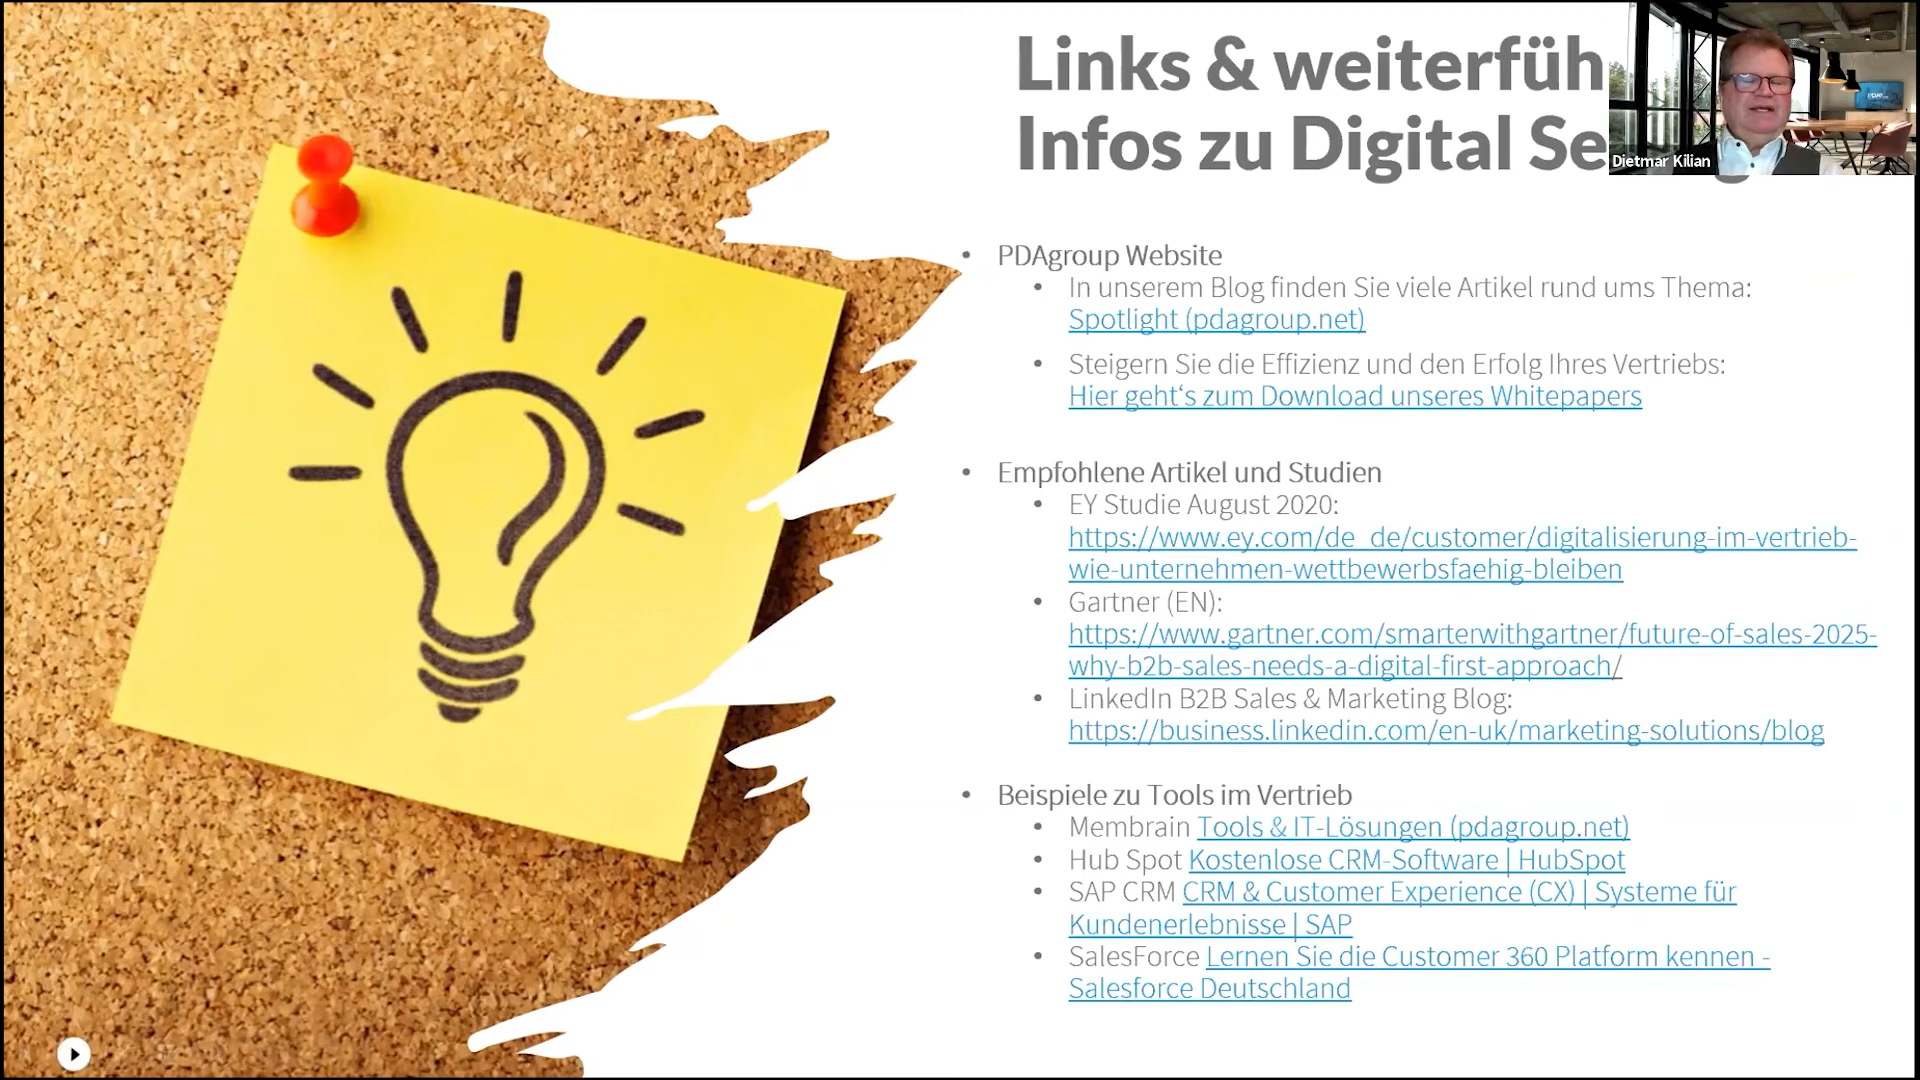 Links & weiterfüh
Infos zu Digital Se
Dietmar Kilian
• PDAgroup Website
• In unserem Blog finden Sie viele Artikel rund ums Thema:
Spotlight (pdagroup.net)
• Steigern Sie die Effizienz und den Erfolg Ihres Vertriebs:
Hier geht‘s zum Download unseres Whitepapers
• Empfohlene Artikel und Studien
• EY Studie August 2020:
https://www.ey.com/de_de/customer/digitalisierung-im-vertrieb-
wie-unternehmen-wettbewerbsfaehig-bleiben
• Gartner (EN):
https://www.gartner.com/smarterwithgartner/future-of-sales-2025-
why-b2b-sales-needs-a-digital-first-approach/
• LinkedIn B2B Sales & Marketing Blog:
https://business.linkedin.com/en-uk/marketing-solutions/blog
• Beispiele zu Tools im Vertrieb
• Membrain Tools & IT-Lösungen (pdagroup.net)
• Hub Spot Kostenlose CRM-Software | HubSpot
• SAP CRM CRM & Customer Experience (CX) | Systeme für
Kundenerlebnisse | SAP
• SalesForce Lernen Sie die Customer 360 Platform kennen -
Salesforce Deutschland